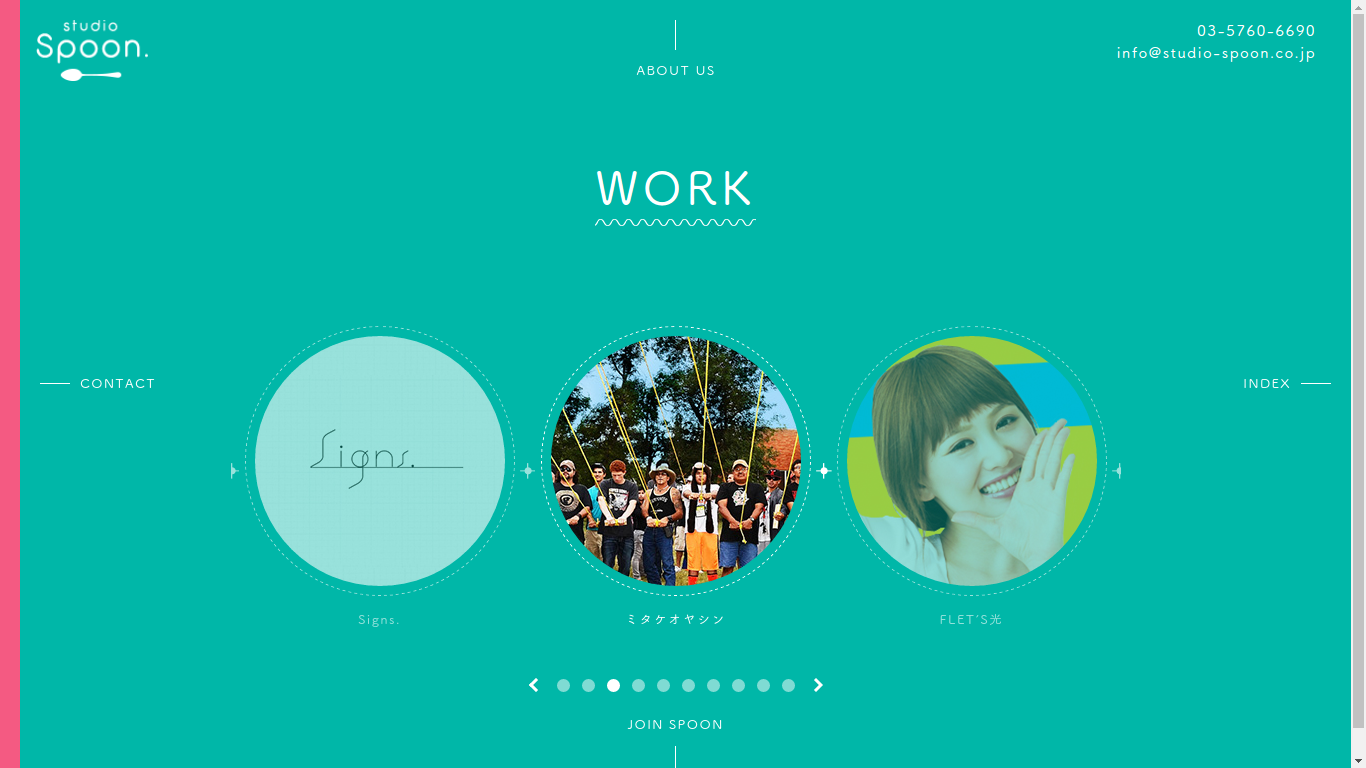 studio
Spoon.
ABOUT US
03-5760-6690
info@studio-spoon.co.jp
WORK
CONTACT
INDEX
Signs.
Signs.
ミタケオヤシン
FLET'S光
JOIN SPOON